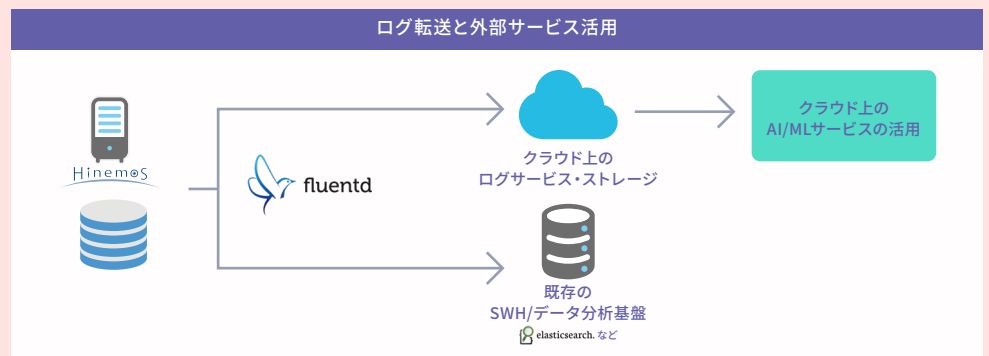 ログ転送と外部サービス活用
Hinemos
fluentd
クラウド上の
ログサービス・ストレージ
クラウド上の
AI/MLサービスの活用
既存の
SWH/データ分析基盤
elasticsearch. など